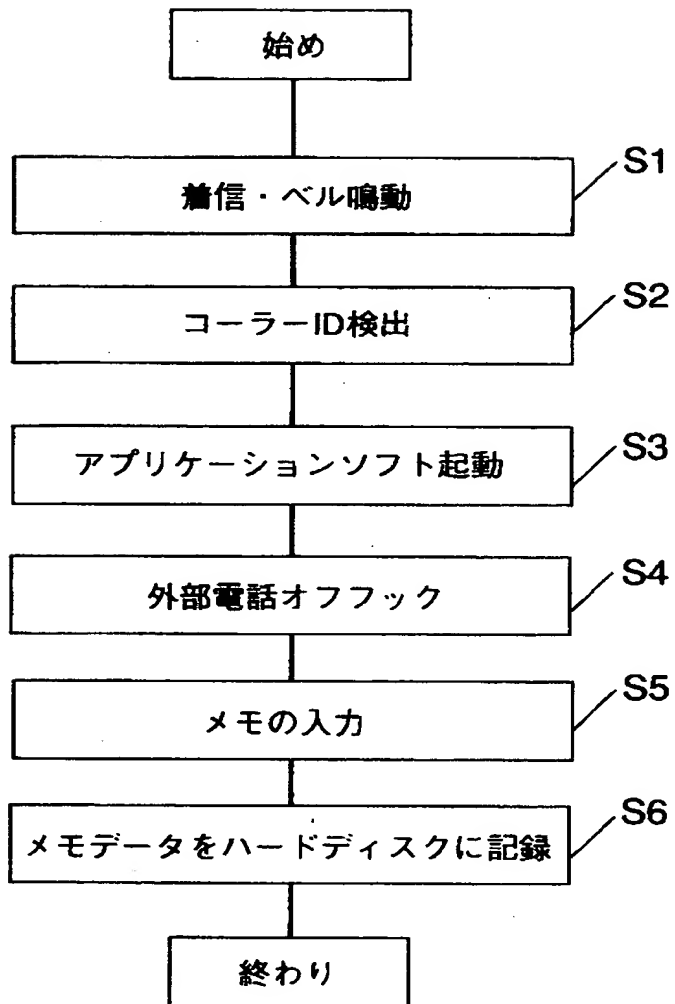 始め
着信・ベル鳴動
S1
コーラーID検出
S2
アプリケーションソフト起動
S3
外部電話オフフック
S4
メモの入力
S5
メモデータをハードディスクに記録
S6
終わり